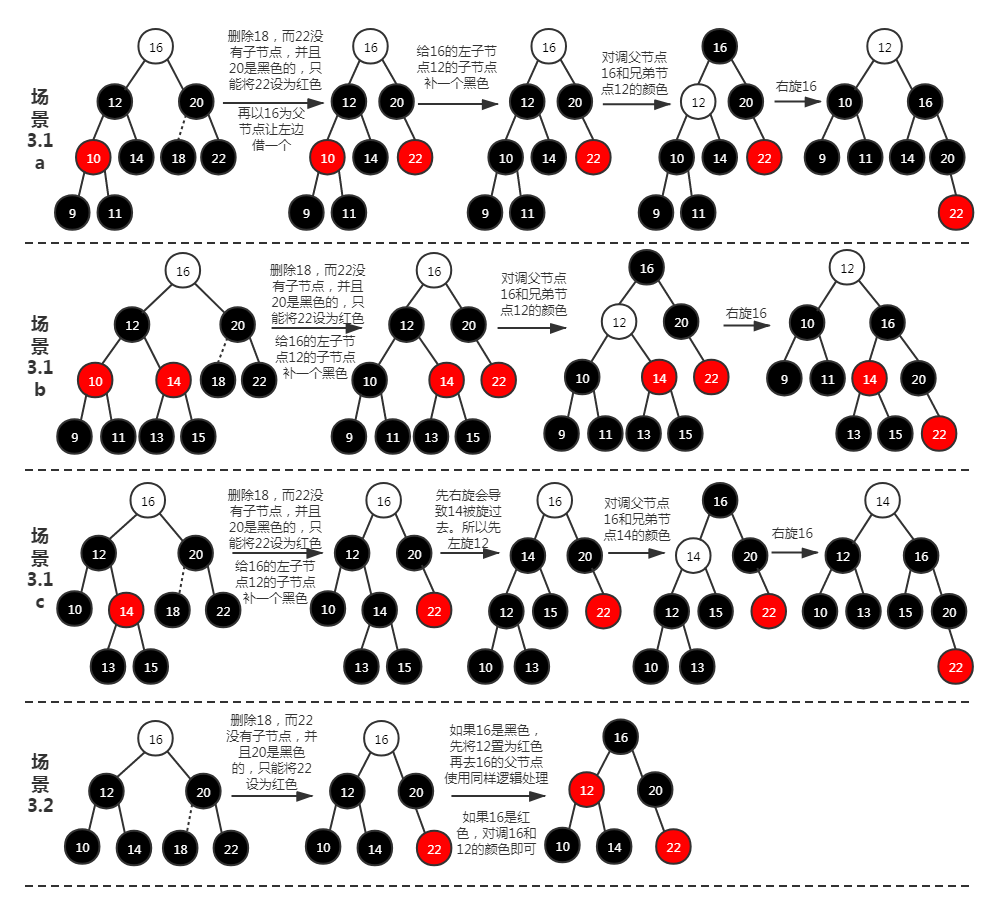 场
景
3.1
a
16
12
20
10
14
18
22
9
11
删除18，而22没
有子节点，并且
20是黑色的，只
能将22设为红色
再以16为父
节点让左边
借一个
16
12
20
10
14
22
9
11
给16的左子节
点12的子节点
补一个黑色
16
12
20
10
14
22
9
11
对调父节点
16和兄弟节
点12的颜色
16
12
20
10
14
22
9
11
右旋16
12
10
16
9
11
14
20
22
场
景
3.1
b
16
12
20
10
14
18
22
9
11
13
15
删除18，而22没
有子节点，并且
20是黑色的，只
能将22设为红色
给16的左子节
点12的子节点
补一个黑色
16
12
20
10
14
22
9
11
13
15
对调父节点
16和兄弟节
点12的颜色
16
12
20
10
14
22
9
11
13
15
右旋16
12
10
16
9
11
14
20
13
15
22
场
景
3.1
c
16
12
20
10
14
18
22
13
15
删除18，而22没
有子节点，并且
20是黑色的，只
能将22设为红色
给16的左子节
点12的子节点
补一个黑色
16
12
20
10
14
22
13
15
先右旋会导
致14被旋过
去。所以先
左旋12
16
14
20
12
15
22
10
13
对调父节点
16和兄弟节
点14的颜色
16
14
20
12
15
22
10
13
右旋16
14
12
16
10
13
15
20
22
场
景
3.2
16
12
20
10
14
18
22
删除18，而22
没有子节点，并
且20是黑色
的，只能将22
设为红色
16
12
20
10
14
22
如果16是黑色，
先将12置为红色
再去16的父节点
使用同样逻辑处理
如果16是红
色，对调16和
12的颜色即可
16
12
20
10
14
22